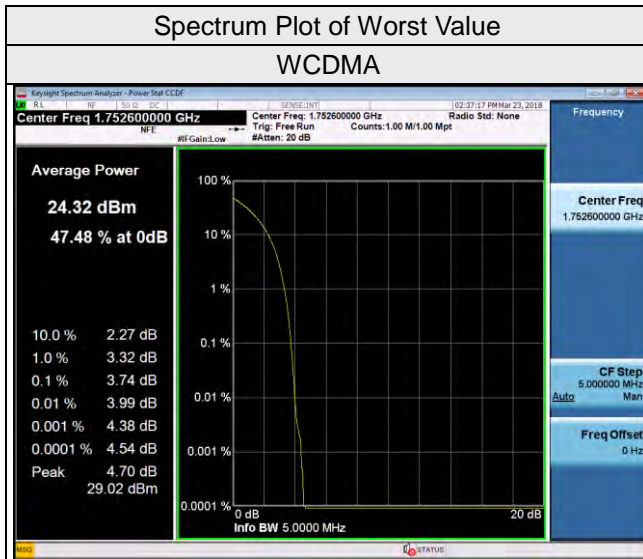 Spectrum Plot of Worst Value
WCDMA
Keysight Spectrum Analyzer - Power Stat CCDF
RL RF 50 Ω DC SENSE:INT 02:37:17 PM Mar 23, 2018
Center Freq 1.752600000 GHz Center Freq: 1.752600000 GHz Radio Std: None
NFE Trig: Free Run Counts:1.00 M/1.00 Mpt
#IFGain:Low #Atten: 20 dB
Frequency
Average Power
24.32 dBm
47.48 % at 0dB
10.0 % 2.27 dB
1.0 % 3.32 dB
0.1 % 3.74 dB
0.01 % 3.99 dB
0.001 % 4.38 dB
0.0001 % 4.54 dB
Peak 4.70 dB
29.02 dBm
100 %
10 %
1 %
0.1 %
0.01 %
0.001 %
0.0001 %
0 dB 20 dB
Info BW 5.0000 MHz
Center Freq
1.752600000 GHz
CF Step
5.000000 MHz
Auto Man
Freq Offset
0 Hz
MSG STATUS